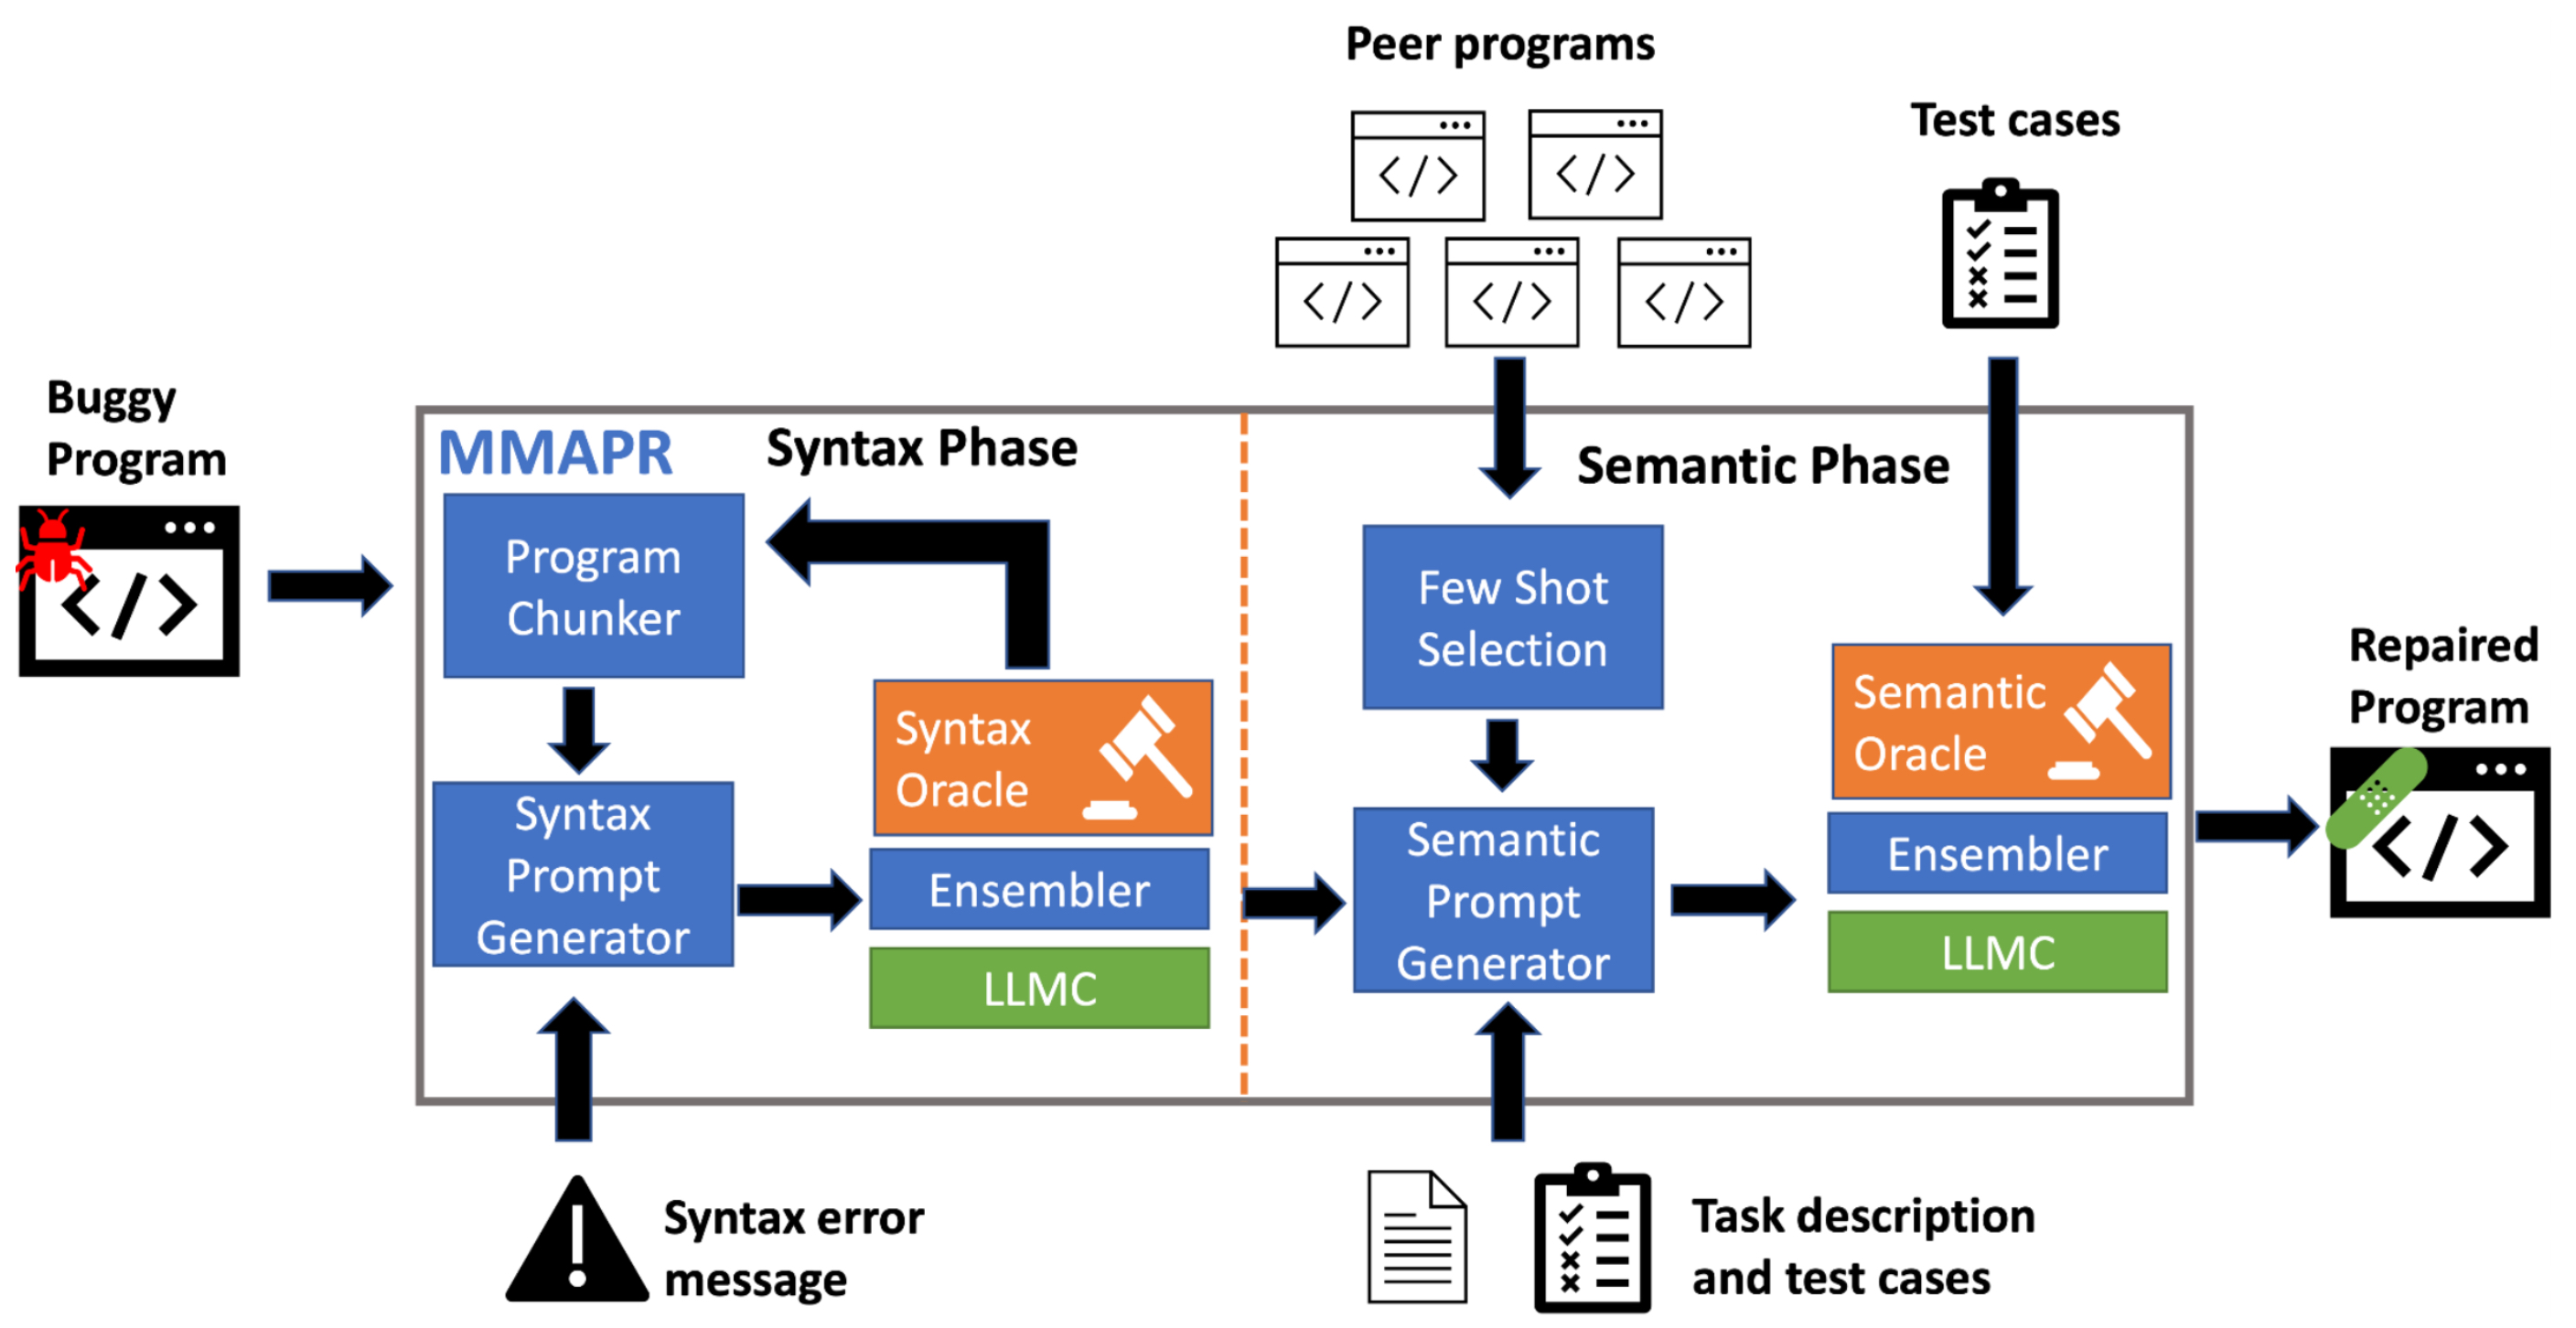 Peer programs
Test cases
Buggy
Program
MMAPR
Syntax Phase
Semantic Phase
Program
Chunker
Few Shot
Selection
Syntax
Oracle
Semantic
Oracle
Repaired
Program
Syntax
Prompt
Generator
Ensembler
LLMC
Semantic
Prompt
Generator
Ensembler
LLMC
Syntax error
message
Task description
and test cases